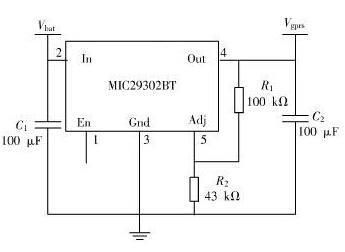 Vbat
Vgprs
2
In
Out
4
MIC29302BT
R1
100 kΩ
C1
100 μF
C2
100 μF
En
Gnd
Adj
1
3
5
R2
43 kΩ